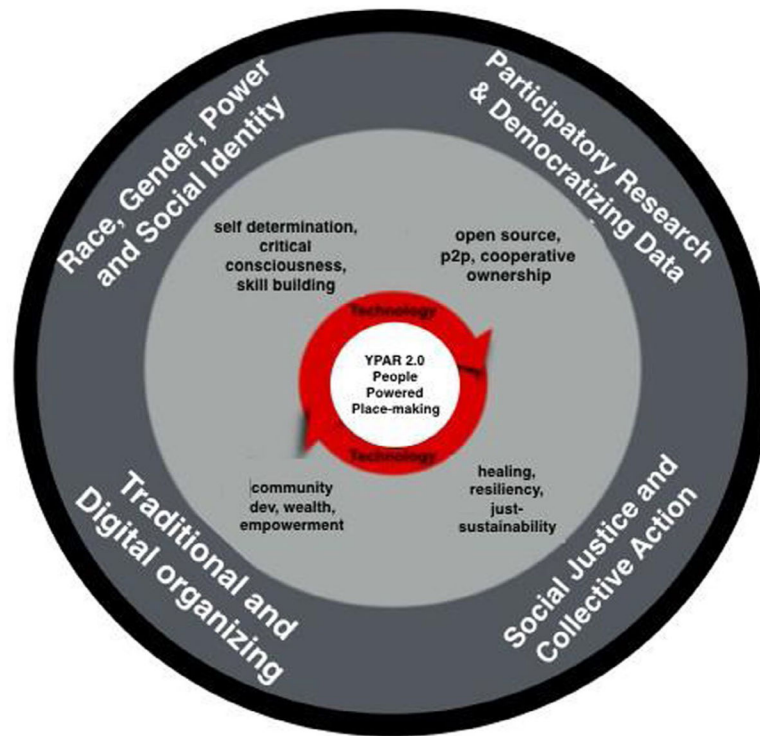 Race, Gender, Power
and Social Identity
Participatory Research
& Democratizing Data
self determination,
critical
consciousness,
skill building
open source,
p2p, cooperative
ownership
Technology
YPAR 2.0
People
Powered
Place-making
Technology
community
dev, wealth,
empowerment
healing,
resiliency,
just-
sustainability
Traditional and
Digital organizing
Social Justice and
Collective Action